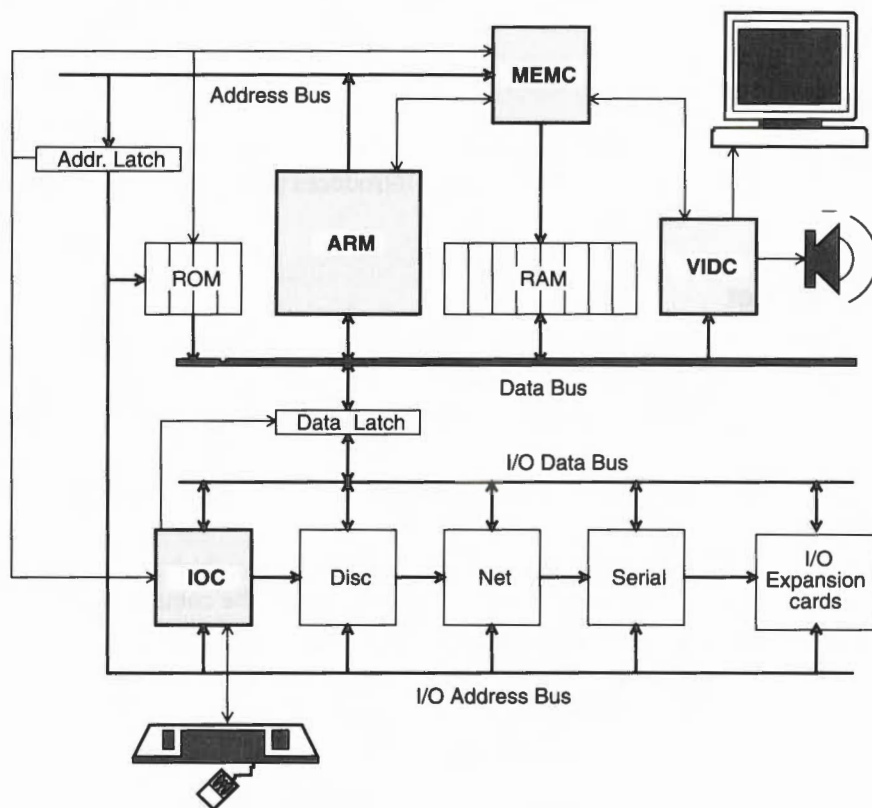 MEMC
Address Bus
Addr. Latch
ARM
ROM
RAM
VIDC
Data Bus
Data Latch
I/O Data Bus
IOC
Disc
Net
Serial
I/O
Expansion
cards
I/O Address Bus